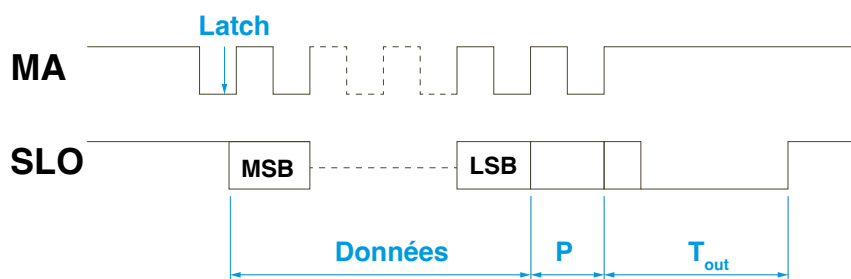 Latch
MA
SLO
MSB
LSB
Données
P
Tout